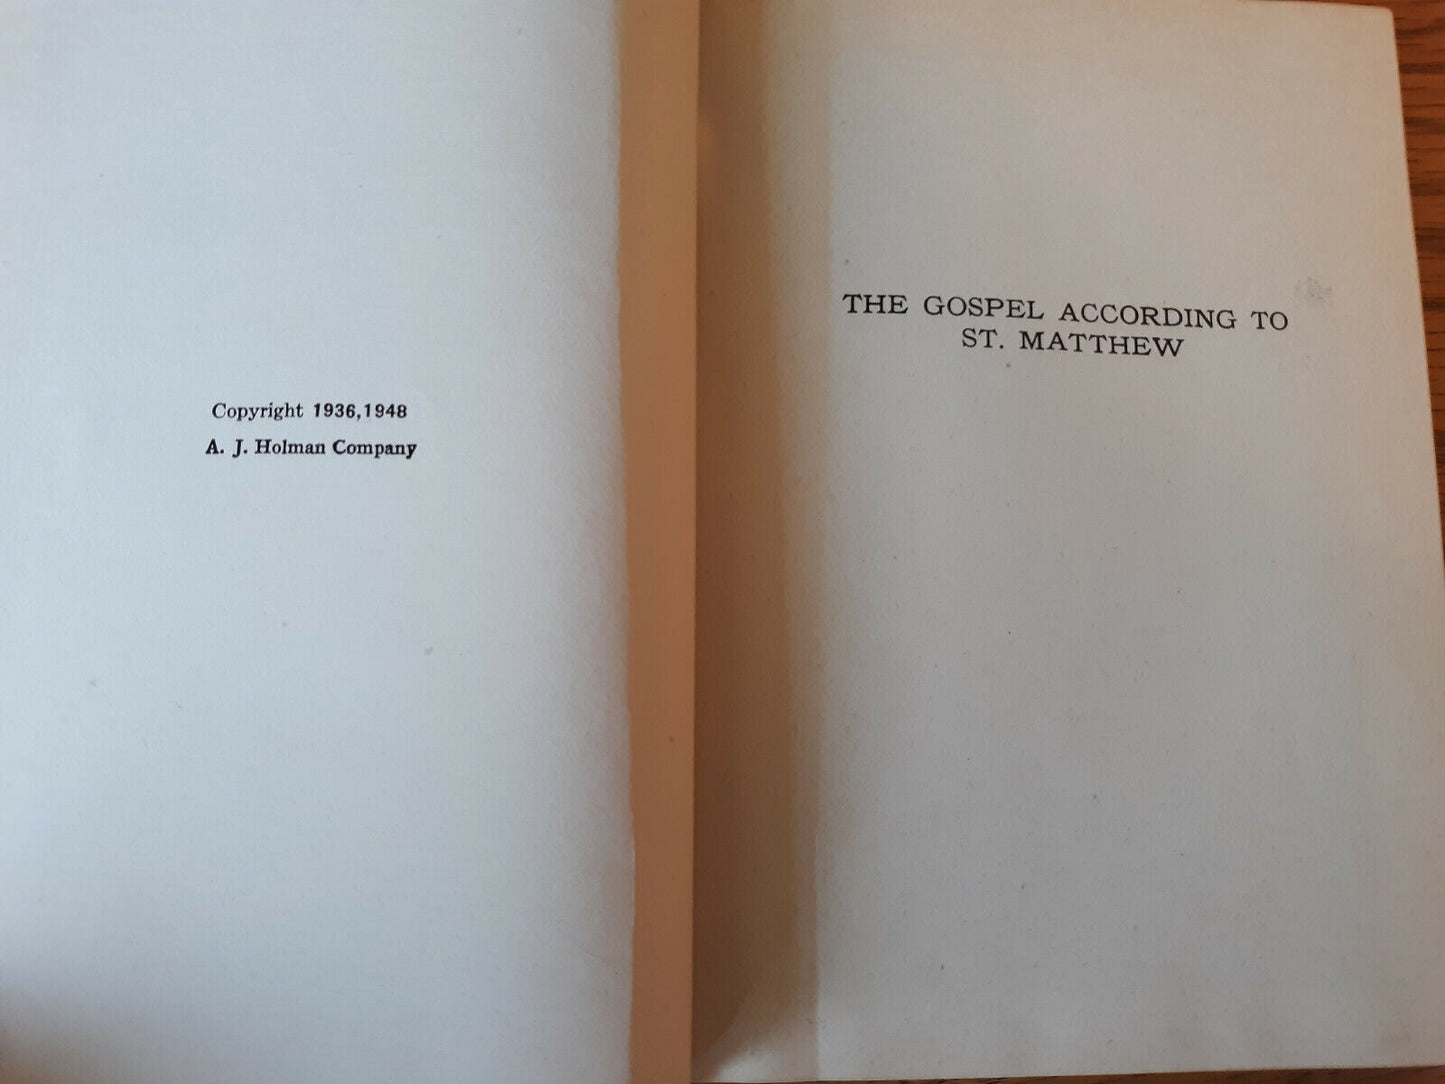 Copyright 1936,1948
A. J. Holman Company
THE GOSPEL ACCORDING TO
ST. MATTHEW